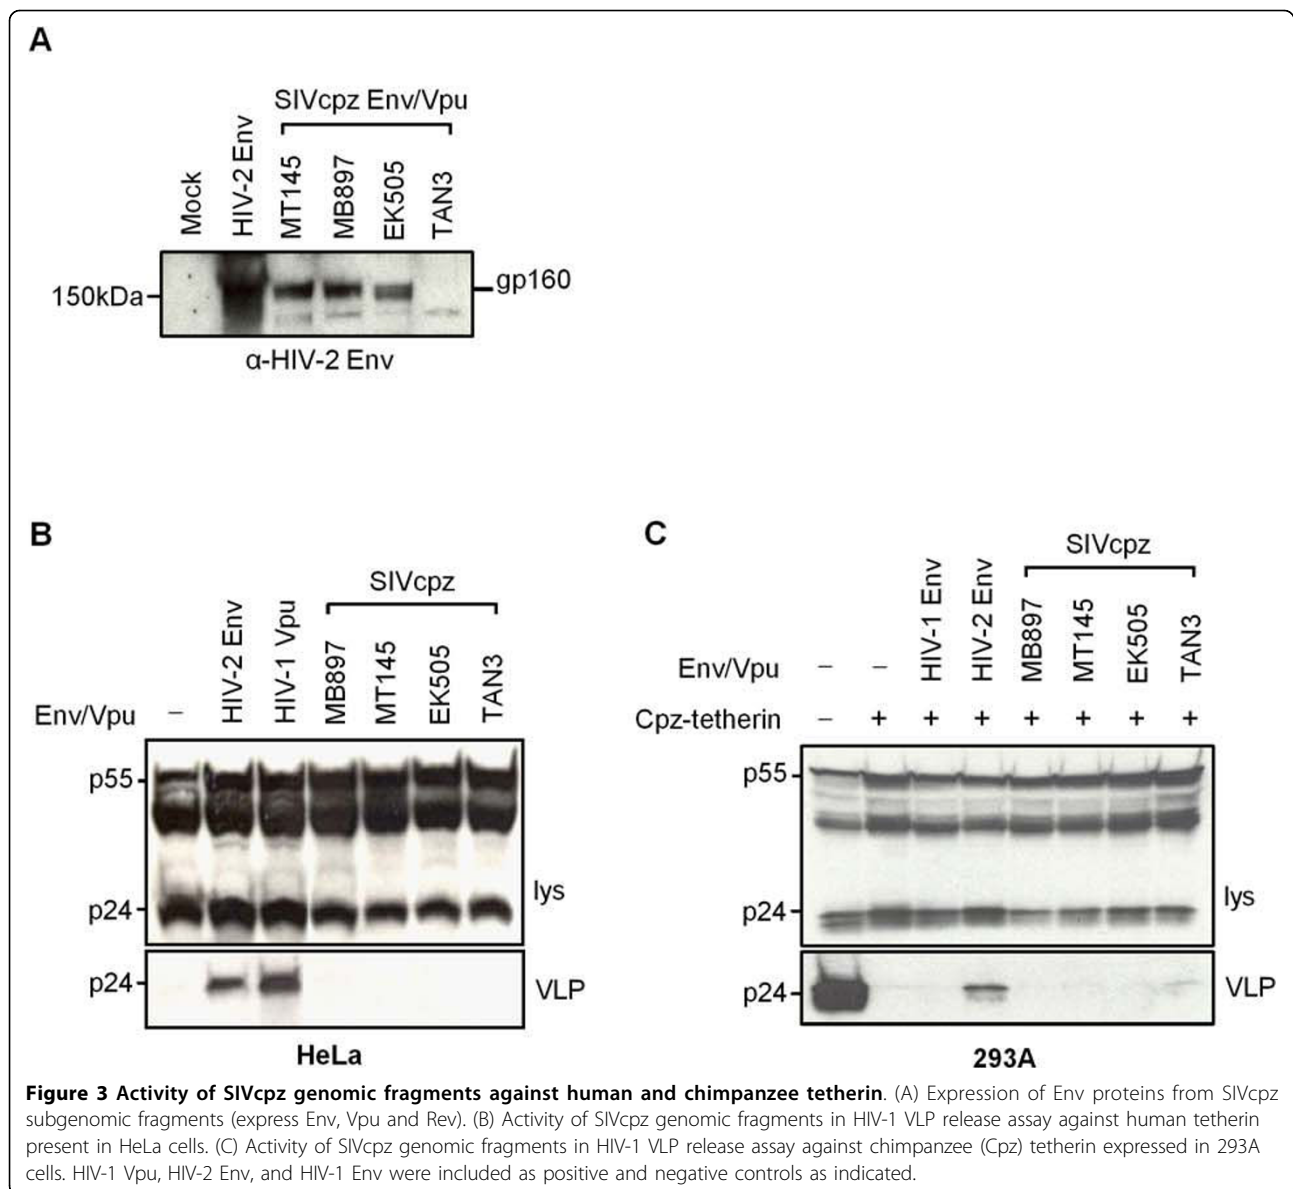 A
SIVcpz Env/Vpu
Mock
HIV-2 Env
MT145
MB897
EK505
TAN3
150kDa
gp160
α-HIV-2 Env
B
SIVcpz
Env/Vpu
–
HIV-2 Env
HIV-1 Vpu
MB897
MT145
EK505
TAN3
p55
p24
lys
p24
VLP
HeLa
C
SIVcpz
Env/Vpu
– –
HIV-1 Env
HIV-2 Env
MB897
MT145
EK505
TAN3
Cpz-tetherin – + + + + + + +
p55
p24
lys
p24
VLP
293A
Figure 3 Activity of SIVcpz genomic fragments against human and chimpanzee tetherin. (A) Expression of Env proteins from SIVcpz
subgenomic fragments (express Env, Vpu and Rev). (B) Activity of SIVcpz genomic fragments in HIV-1 VLP release assay against human tetherin
present in HeLa cells. (C) Activity of SIVcpz genomic fragments in HIV-1 VLP release assay against chimpanzee (Cpz) tetherin expressed in 293A
cells. HIV-1 Vpu, HIV-2 Env, and HIV-1 Env were included as positive and negative controls as indicated.